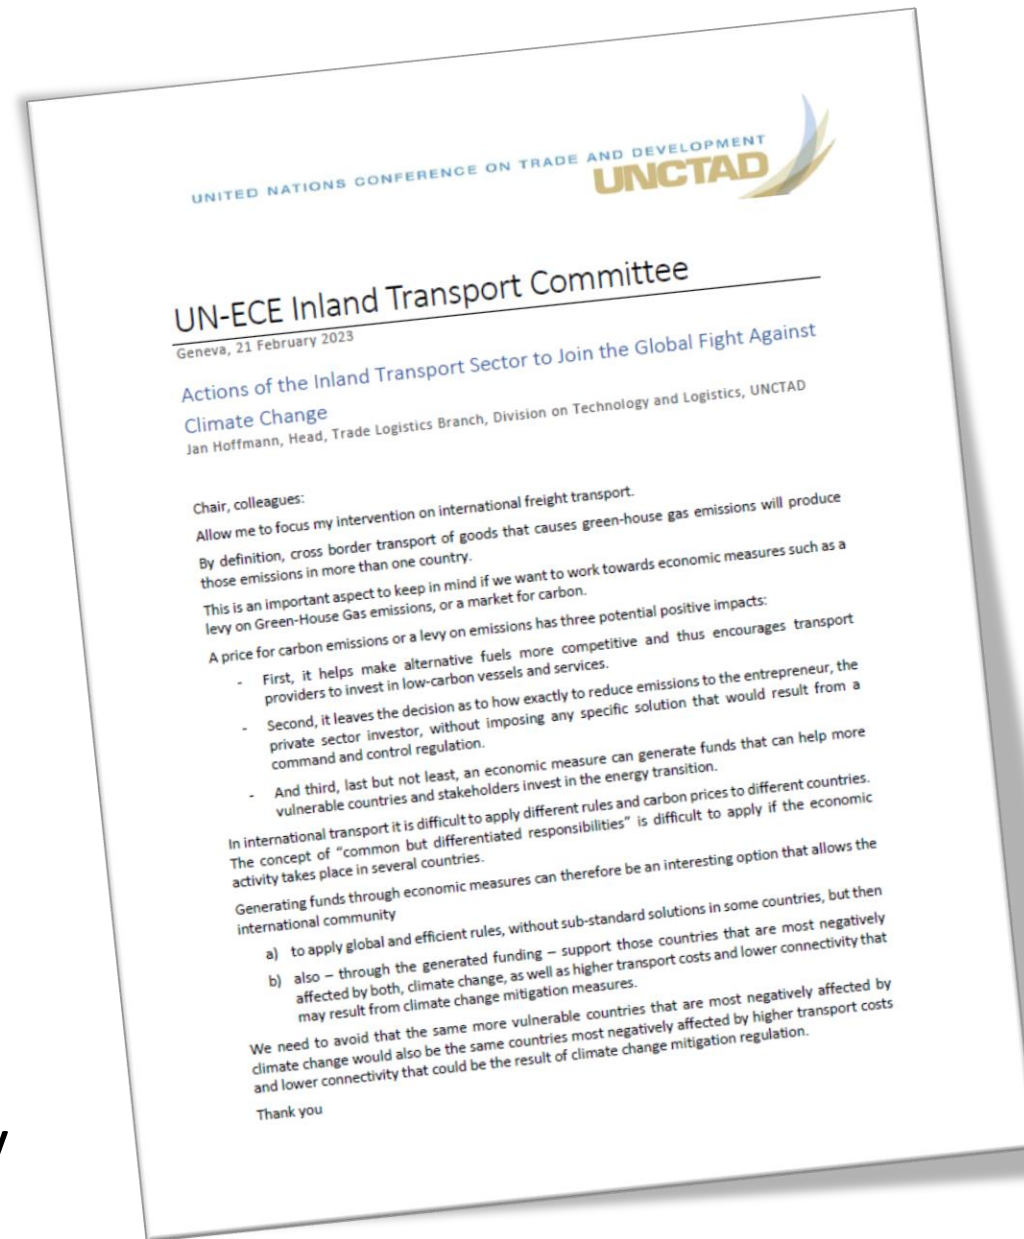 UNITED NATIONS CONFERENCE ON TRADE AND DEVELOPMENT
UNCTAD
UN-ECE Inland Transport Committee
Geneva, 21 February 2023
Actions of the Inland Transport Sector to Join the Global Fight Against
Climate Change
Jan Hoffmann, Head, Trade Logistics Branch, Division on Technology and Logistics, UNCTAD
Chair, colleagues:
Allow me to focus my intervention on international freight transport.
By definition, cross border transport of goods that causes green-house gas emissions will produce
those emissions in more than one country.
This is an important aspect to keep in mind if we want to work towards economic measures such as a
levy on Green-House Gas emissions, or a market for carbon.
A price for carbon emissions or a levy on emissions has three potential positive impacts:
- First, it helps make alternative fuels more competitive and thus encourages transport
providers to invest in low-carbon vessels and services.
- Second, it leaves the decision as to how exactly to reduce emissions to the entrepreneur, the
private sector investor, without imposing any specific solution that would result from a
command and control regulation.
- And third, last but not least, an economic measure can generate funds that can help more
vulnerable countries and stakeholders invest in the energy transition.
In international transport it is difficult to apply different rules and carbon prices to different countries.
The concept of “common but differentiated responsibilities” is difficult to apply if the economic
activity takes place in several countries.
Generating funds through economic measures can therefore be an interesting option that allows the
international community
a) to apply global and efficient rules, without sub-standard solutions in some countries, but then
b) also – through the generated funding – support those countries that are most negatively
affected by both, climate change, as well as higher transport costs and lower connectivity that
may result from climate change mitigation measures.
We need to avoid that the same more vulnerable countries that are most negatively affected by
climate change would also be the same countries most negatively affected by higher transport costs
and lower connectivity that could be the result of climate change mitigation regulation.
Thank you